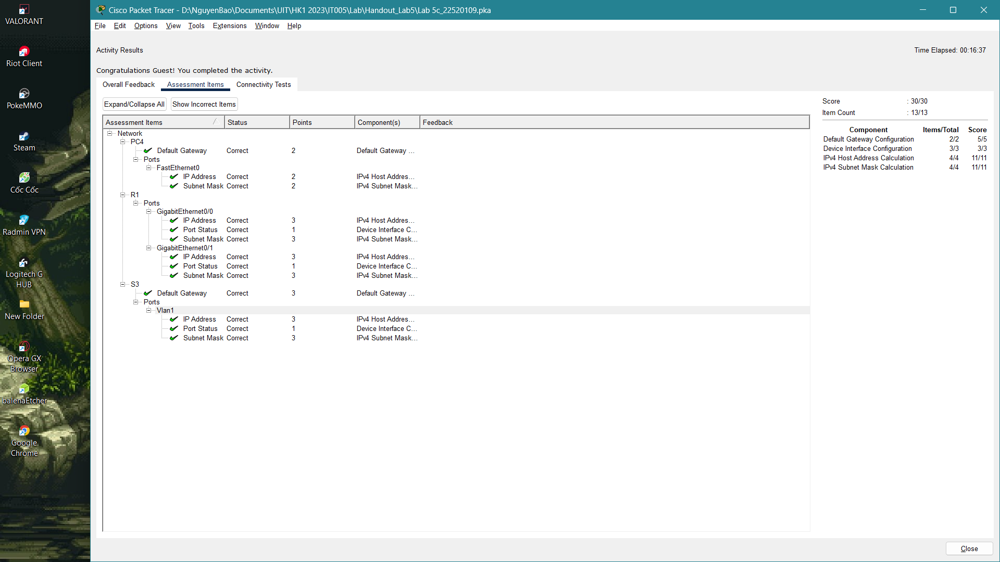 VALORANT
Riot Client
PokeMMO
Steam
Cốc Cốc
Radmin VPN
Logitech G
HUB
New Folder
Opera GX
Browser
balenaEtcher
Google
Chrome
Cisco Packet Tracer - D:\NguyenBao\Documents\UIT\HK1 2023\IT005\Lab\Handout_Lab5\Lab 5c_22520109.pka
File Edit Options View Tools Extensions Window Help
Activity Results Time Elapsed: 00:16:37
Congratulations Guest! You completed the activity.
Overall Feedback Assessment Items Connectivity Tests
Expand/Collapse All Show Incorrect Items
Assessment Items Status Points Component(s) Feedback
Network
PC4
Default Gateway Correct 2 Default Gateway ...
Ports
FastEthernet0
IP Address Correct 2 IPv4 Host Addres...
Subnet Mask Correct 2 IPv4 Subnet Mask...
R1
Ports
GigabitEthernet0/0
IP Address Correct 3 IPv4 Host Addres...
Port Status Correct 1 Device Interface C...
Subnet Mask Correct 3 IPv4 Subnet Mask...
GigabitEthernet0/1
IP Address Correct 3 IPv4 Host Addres...
Port Status Correct 1 Device Interface C...
Subnet Mask Correct 3 IPv4 Subnet Mask...
S3
Default Gateway Correct 3 Default Gateway ...
Ports
Vlan1
IP Address Correct 3 IPv4 Host Addres...
Port Status Correct 1 Device Interface C...
Subnet Mask Correct 3 IPv4 Subnet Mask...
Score : 30/30
Item Count : 13/13
Component Items/Total Score
Default Gateway Configuration 2/2 5/5
Device Interface Configuration 3/3 3/3
IPv4 Host Address Calculation 4/4 11/11
IPv4 Subnet Mask Calculation 4/4 11/11
Close